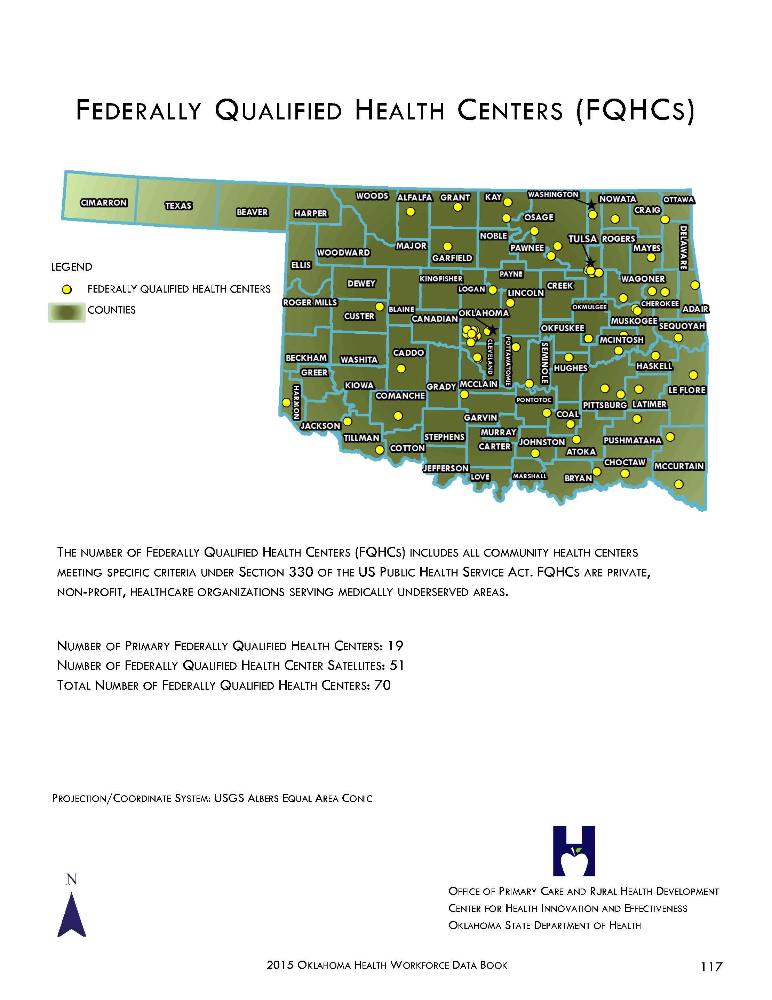 FEDERALLY QUALIFIED HEALTH CENTERS (FQHCS)
CIMARRON
TEXAS
BEAVER
HARPER
WOODS
ALFALFA
GRANT
KAY
WASHINGTON
NOWATA
OTTAWA
CRAIG
OSAGE
NOBLE
TULSA
ROGERS
DELAWARE
WOODWARD
MAJOR
GARFIELD
PAWNEE
MAYES
ELLIS
DEWEY
KINGFISHER
PAYNE
LOGAN
LINCOLN
CREEK
WAGONER
ROGER MILLS
CUSTER
BLAINE
CANADIAN
OKLAHOMA
OKMULGEE
CHEROKEE
ADAIR
MUSKOGEE
SEQUOYAH
OKFUSKEE
MCINTOSH
CLEVELAND
POTTAWATOMIE
SEMINOLE
BECKHAM
WASHITA
CADDO
HUGHES
HASKELL
GREER
HARMON
KIOWA
COMANCHE
GRADY
MCCLAIN
PONTOTOC
PITTSBURG
LATIMER
LE FLORE
JACKSON
TILLMAN
COTTON
STEPHENS
GARVIN
MURRAY
CARTER
COAL
JOHNSTON
ATOKA
PUSHMATAHA
CHOCTAW
MCCURTAIN
JEFFERSON
LOVE
MARSHALL
BRYAN
LEGEND
FEDERALLY QUALIFIED HEALTH CENTERS
COUNTIES
THE NUMBER OF FEDERALLY QUALIFIED HEALTH CENTERS (FQHCS) INCLUDES ALL COMMUNITY HEALTH CENTERS
MEETING SPECIFIC CRITERIA UNDER SECTION 330 OF THE US PUBLIC HEALTH SERVICE ACT. FQHCS ARE PRIVATE,
NON-PROFIT, HEALTHCARE ORGANIZATIONS SERVING MEDICALLY UNDERSERVED AREAS.
NUMBER OF PRIMARY FEDERALLY QUALIFIED HEALTH CENTERS: 19
NUMBER OF FEDERALLY QUALIFIED HEALTH CENTER SATELLITES: 51
TOTAL NUMBER OF FEDERALLY QUALIFIED HEALTH CENTERS: 70
PROJECTION/COORDINATE SYSTEM: USGS ALBERS EQUAL AREA CONIC
N
OFFICE OF PRIMARY CARE AND RURAL HEALTH DEVELOPMENT
CENTER FOR HEALTH INNOVATION AND EFFECTIVENESS
OKLAHOMA STATE DEPARTMENT OF HEALTH
2015 OKLAHOMA HEALTH WORKFORCE DATA BOOK
117